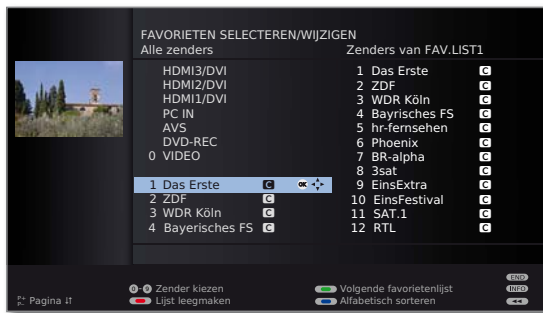 FAVORIETEN SELECTEREN/WIJZIGEN
Alle zenders
HDMI3/DVI
HDMI2/DVI
HDMI1/DVI
PC IN
AVS
DVD-REC
0 VIDEO
1 Das Erste C OK
2 ZDF C
3 WDR Köln C
4 Bayerisches FS C
Zenders van FAV.LIST1
1 Das Erste C
2 ZDF C
3 WDR Köln C
4 Bayrisches FS C
5 hr-fernsehen C
6 Phoenix C
7 BR-alpha C
8 3sat C
9 EinsExtra C
10 EinsFestival C
11 SAT.1 C
12 RTL C
P+
P-
Pagina
0-9 Zender kiezen
Lijst leegmaken
Volgende favorietenlijst
Alfabetisch sorteren
END
INFO